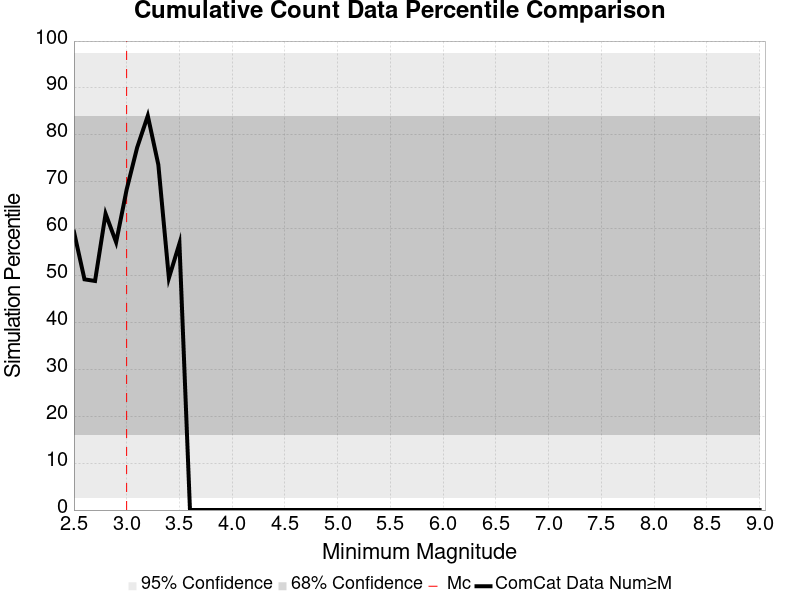 Cumulative Count Data Percentile Comparison
100
90
80
70
60
50
40
30
20
10
0
Simulation Percentile
2.5 3.0 3.5 4.0 4.5 5.0 5.5 6.0 6.5 7.0 7.5 8.0 8.5 9.0
Minimum Magnitude
95% Confidence 68% Confidence Mc ComCat Data Num≥M